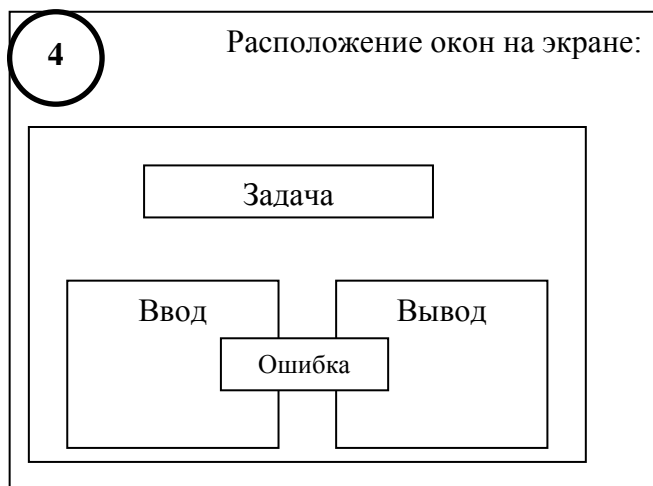 4
Расположение окон на экране:
Задача
Ввод
Вывод
Ошибка